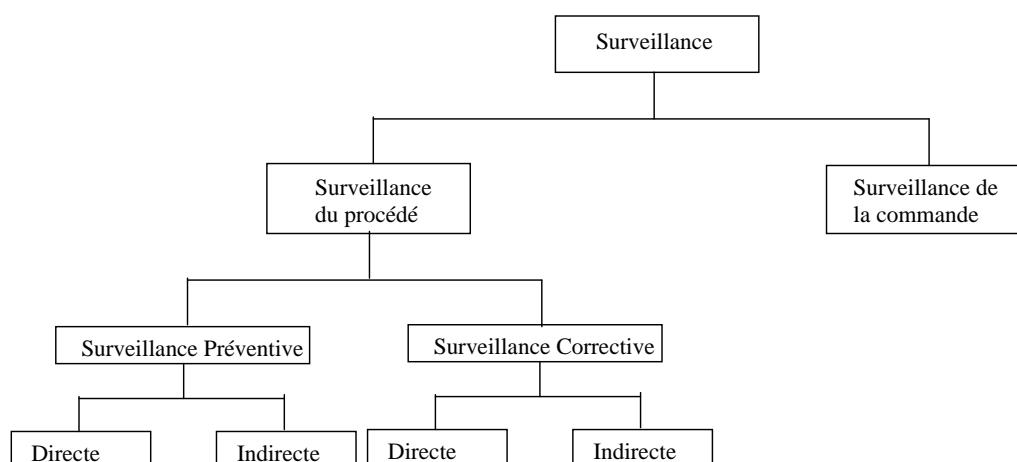 Surveillance
Surveillance
du procédé
Surveillance de
la commande
Surveillance Préventive
Surveillance Corrective
Directe
Indirecte
Directe
Indirecte